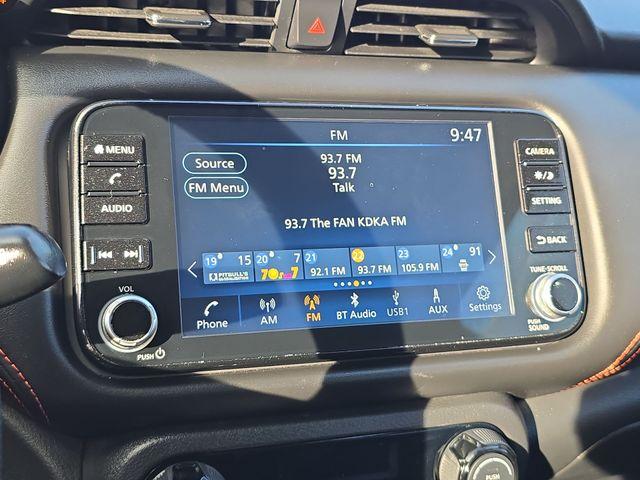 MENU
AUDIO
VOL
PUSH
FM
9:47
Source
FM Menu
93.7 FM
93.7
Talk
93.7 The FAN KDKA FM
19 15 20 7 21 22 23 24 91
PITBULL'S
92.1 FM 93.7 FM 105.9 FM
Phone AM FM BT Audio USB1 AUX Settings
CAMERA
SETTING
BACK
TUNE·SCROLL
PUSH
SOUND
PUSH